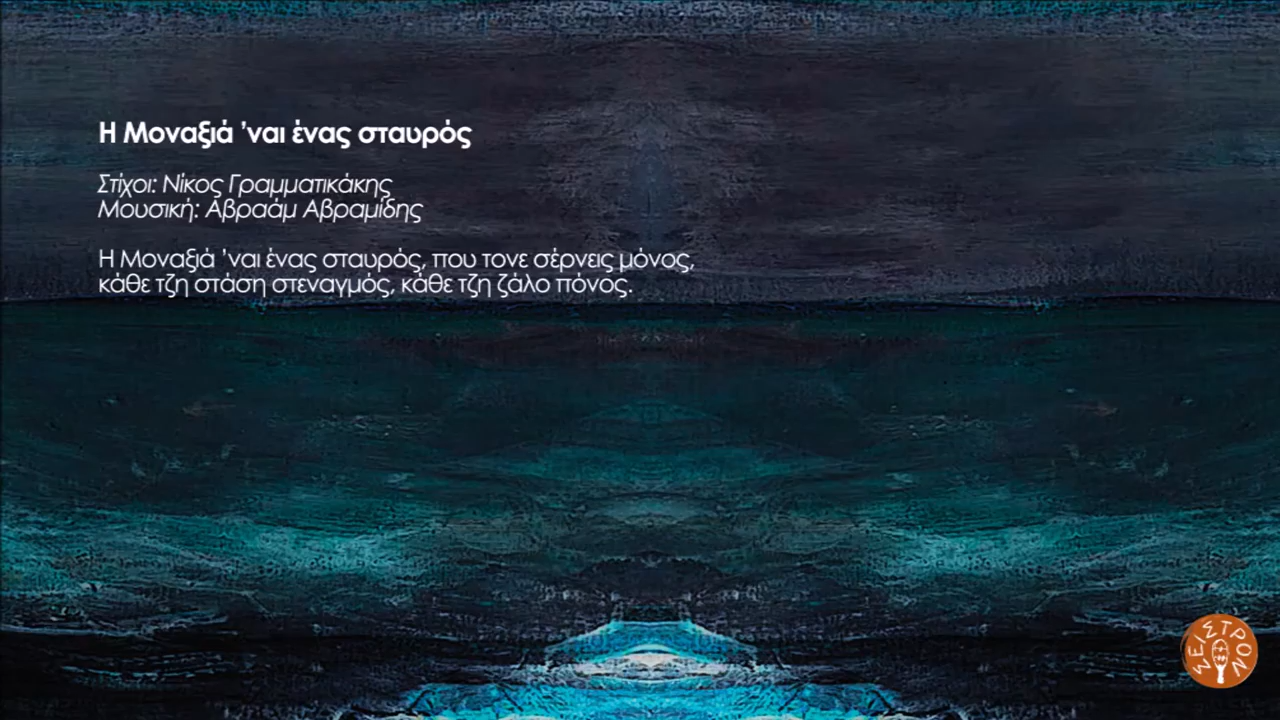 Η Μοναξιά ’ναι ένας σταυρός
Στίχοι: Νίκος Γραμματικάκης
Μουσική: Αβραάμ Αβραμίδης
Η Μοναξιά ’ναι ένας σταυρός, που τονε σέρνεις μόνος,
κάθε τζη στάση στεναγμός, κάθε τζη ζάλο πόνος.
ΣΕΙΣΤΡΟΝ